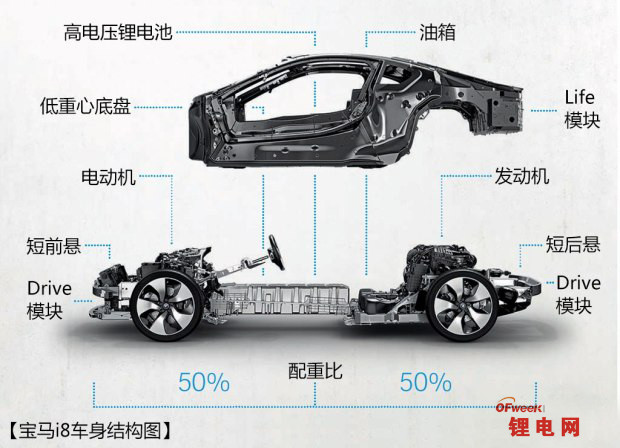 高电压锂电池
油箱
低重心底盘
Life
模块
电动机
发动机
短前悬
短后悬
Drive
模块
Drive
模块
配重比
50%
50%
【宝马i8车身结构图】
OFweek
锂电网